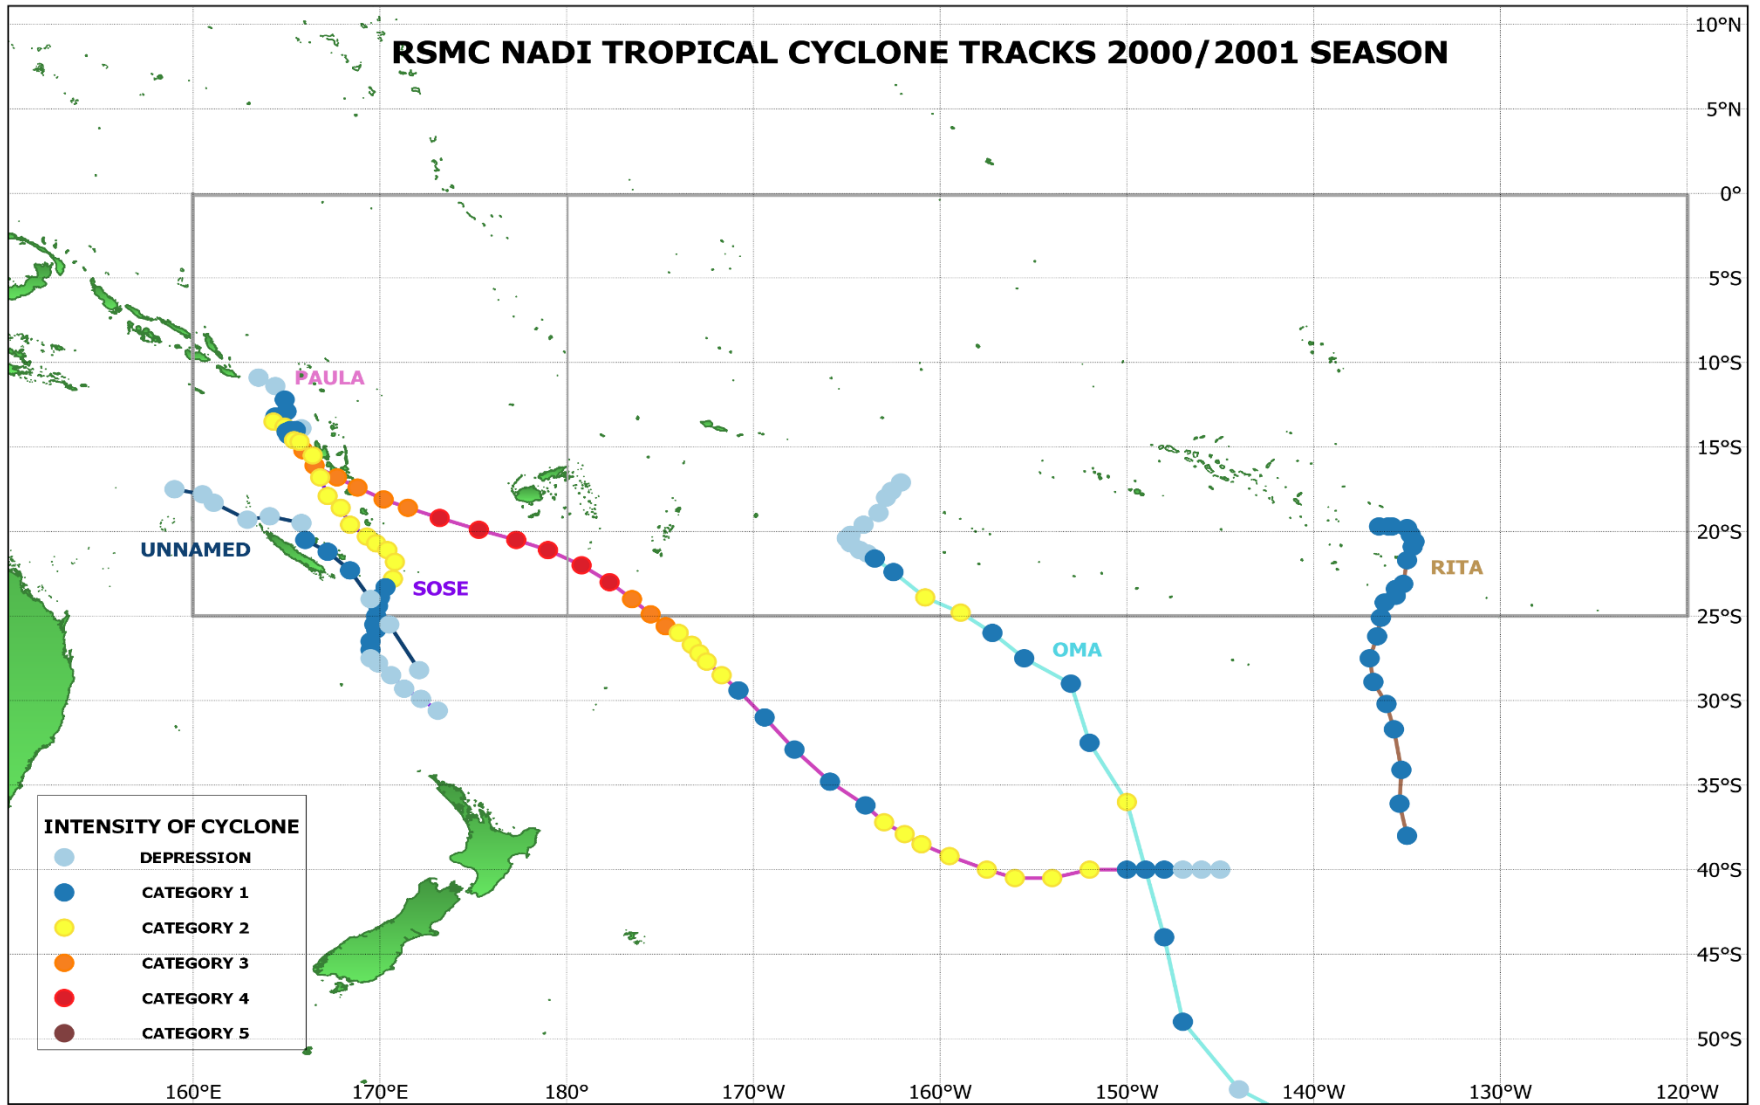 RSMC NADI TROPICAL CYCLONE TRACKS 2000/2001 SEASON
10°N
5°N
0°
5°S
10°S
15°S
20°S
25°S
30°S
35°S
40°S
45°S
50°S
PAULA
UNNAMED
SOSE
OMA
RITA
INTENSITY OF CYCLONE
DEPRESSION
CATEGORY 1
CATEGORY 2
CATEGORY 3
CATEGORY 4
CATEGORY 5
160°E
170°E
180°
170°W
160°W
150°W
140°W
130°W
120°W